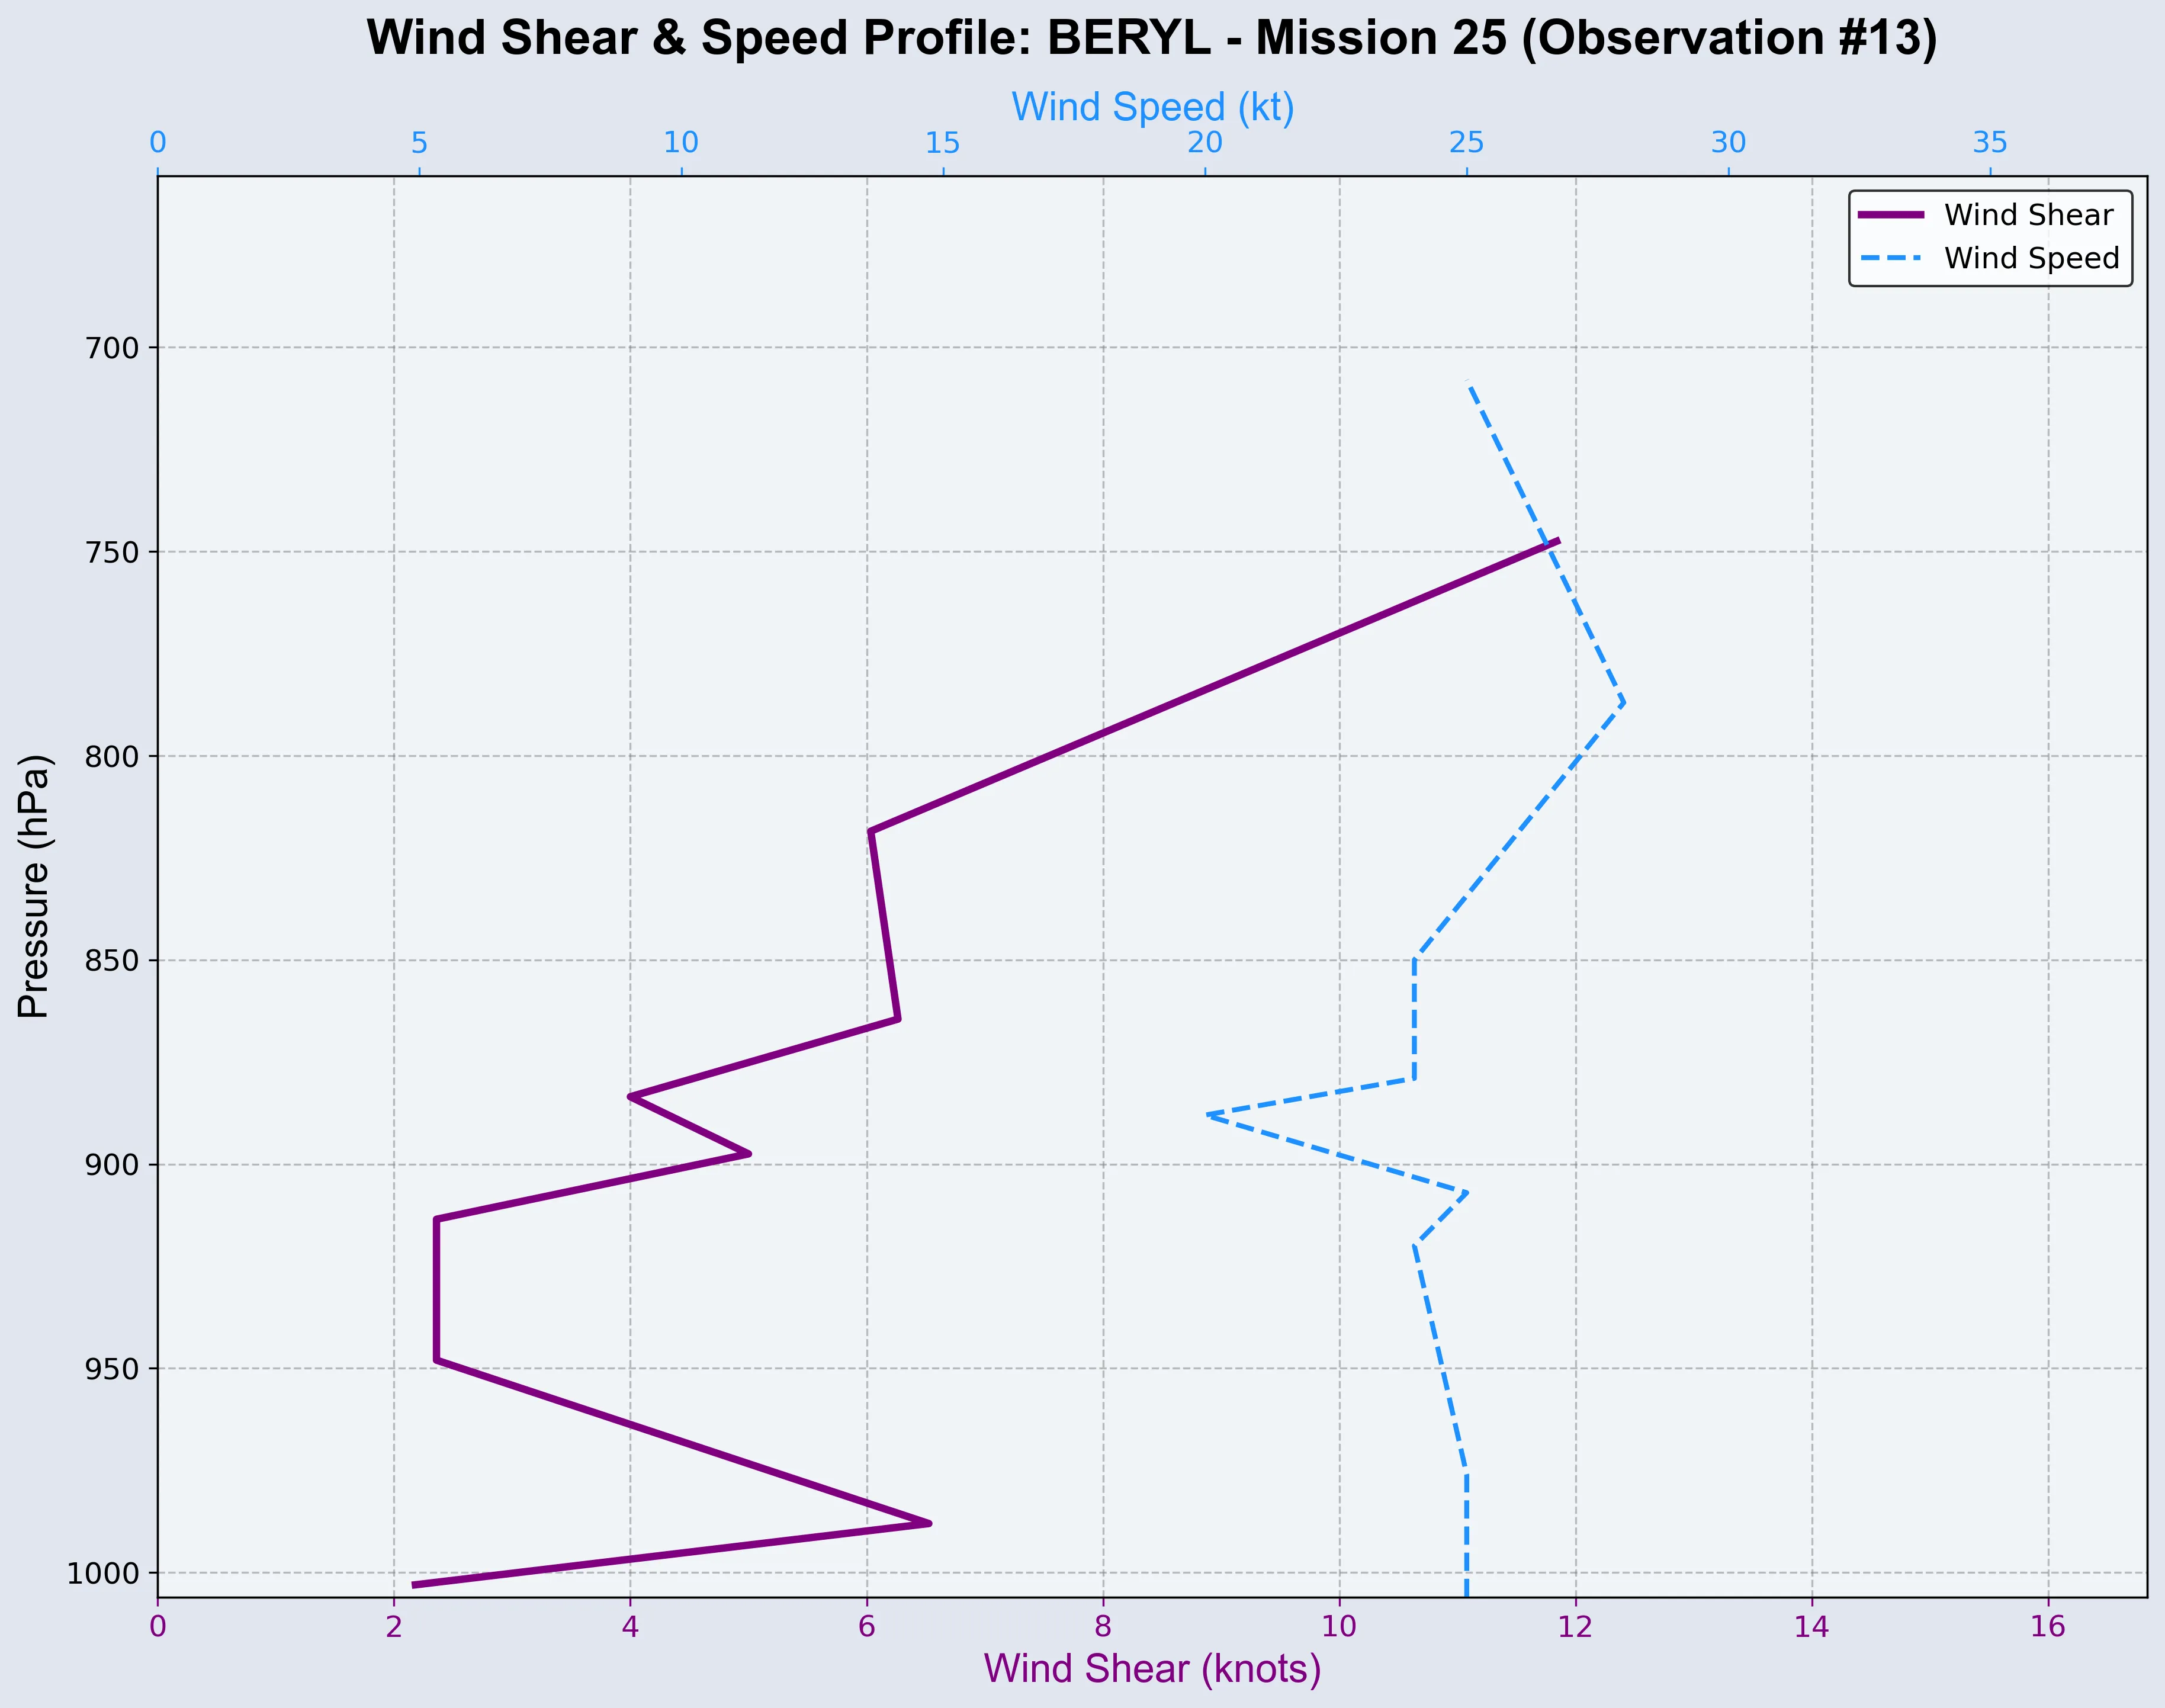 Wind Shear & Speed Profile: BERYL - Mission 25 (Observation #13)
Wind Speed (kt)
0 5 10 15 20 25 30 35
Wind Shear
Wind Speed
Pressure (hPa)
700
750
800
850
900
950
1000
0 2 4 6 8 10 12 14 16
Wind Shear (knots)